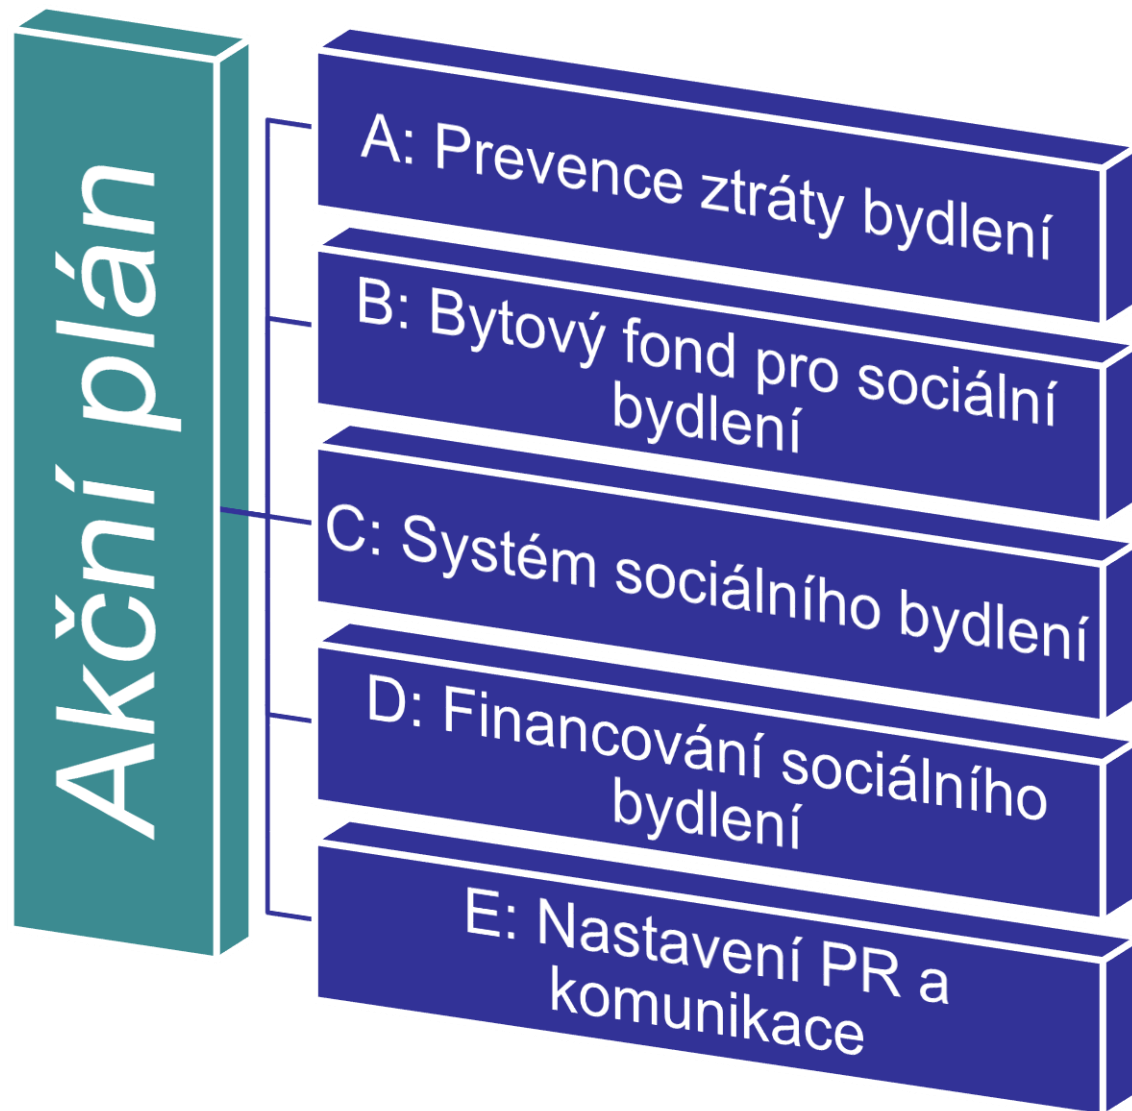 Akční plán
A: Prevence ztráty bydlení
B: Bytový fond pro sociální
bydlení
C: Systém sociálního bydlení
D: Financování sociálního
bydlení
E: Nastavení PR a
komunikace